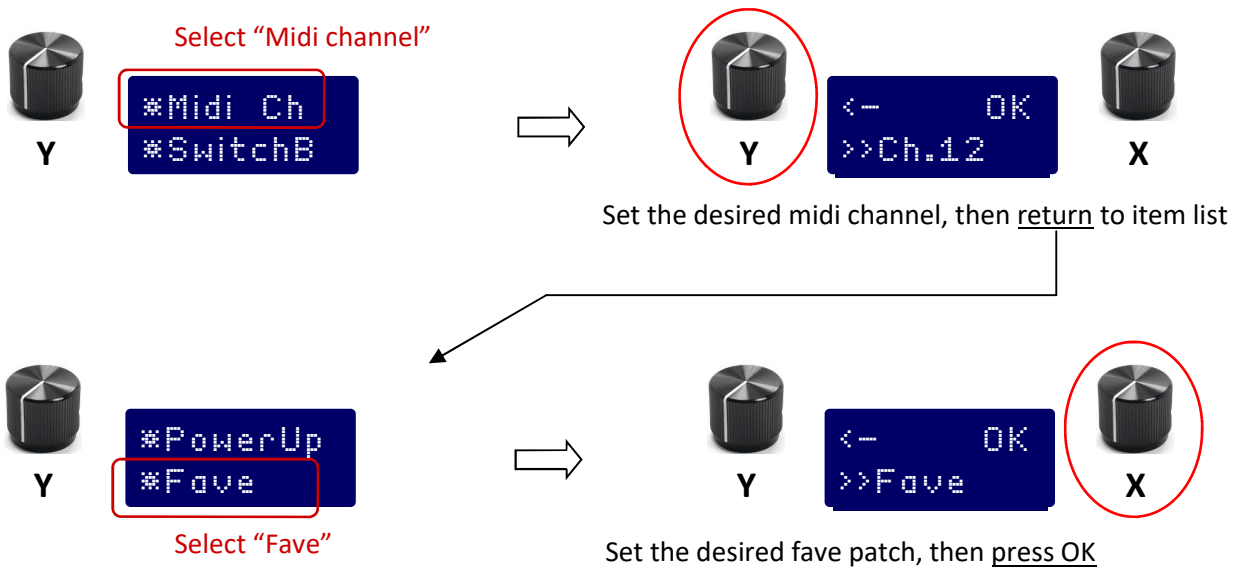 Select “Midi channel”
*Midi Ch
*SwitchB
Y
<- OK
>>Ch.12
Y
X
Set the desired midi channel, then return to item list
*PowerUp
*Fave
Y
Select “Fave”
<- OK
>>Fave
Y
X
Set the desired fave patch, then press OK